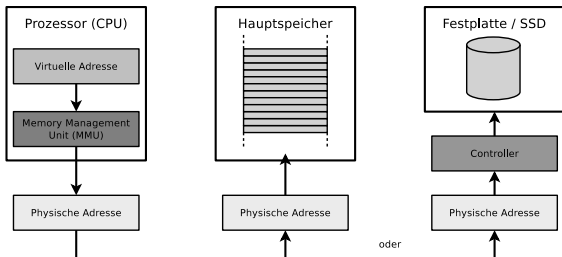 Prozessor (CPU)
Virtuelle Adresse
Memory Management
Unit (MMU)
Physische Adresse
Hauptspeicher
Physische Adresse
oder
Festplatte / SSD
Controller
Physische Adresse